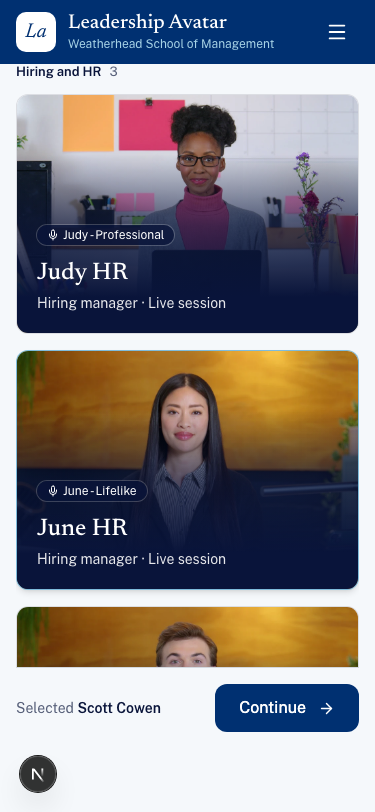 La
Leadership Avatar
Weatherhead School of Management
Hiring and HR 3
Judy - Professional
Judy HR
Hiring manager · Live session
June - Lifelike
June HR
Hiring manager · Live session
Selected Scott Cowen
Continue
N